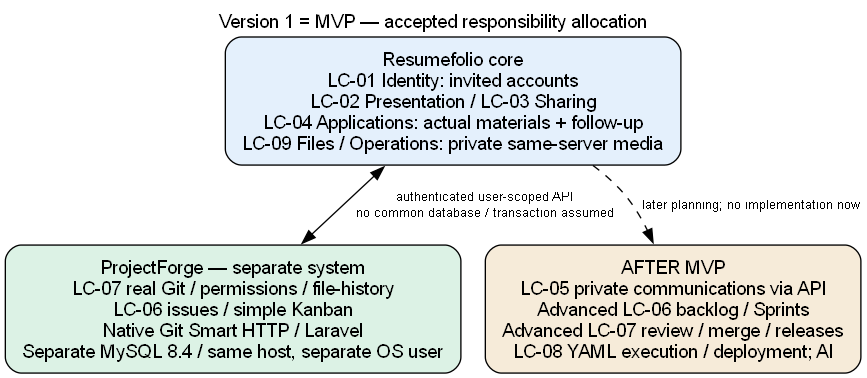 Version 1 = MVP — accepted responsibility allocation
Resumefolio core
LC-01 Identity: invited accounts
LC-02 Presentation / LC-03 Sharing
LC-04 Applications: actual materials + follow-up
LC-09 Files / Operations: private same-server media
authenticated user-scoped API
no common database / transaction assumed
later planning; no implementation now
ProjectForge — separate system
LC-07 real Git / permissions / file-history
LC-06 issues / simple Kanban
Native Git Smart HTTP / Laravel
Separate MySQL 8.4 / same host, separate OS user
AFTER MVP
LC-05 private communications via API
Advanced LC-06 backlog / Sprints
Advanced LC-07 review / merge / releases
LC-08 YAML execution / deployment; AI